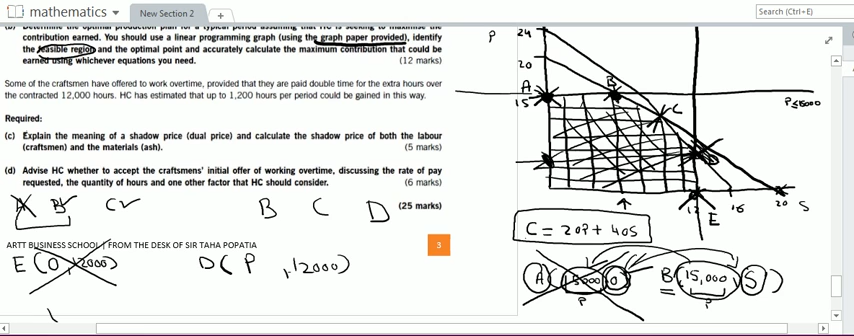 mathematics
New Section 2
Search (Ctrl+E)
contribution earned. You should use a linear programming graph (using the graph paper provided), identify
the feasible region and the optimal point and accurately calculate the maximum contribution that could be
earned using whichever equations you need. (12 marks)
Some of the craftsmen have offered to work overtime, provided that they are paid double time for the extra hours over
the contracted 12,000 hours. HC has estimated that up to 1,200 hours per period could be gained in this way.
Required:
(c) Explain the meaning of a shadow price (dual price) and calculate the shadow price of both the labour
(craftsmen) and the materials (ash). (5 marks)
(d) Advise HC whether to accept the craftsmen's initial offer of working overtime, discussing the rate of pay
requested, the quantity of hours and one other factor that HC should consider. (6 marks)
(25 marks)
A B C B C D
ARTT BUSINESS SCHOOL | FROM THE DESK OF SIR TAHA POPATIA
3
E (0, 12000) D( P , 12000)
P 24
20
A B
15 P≤15000
C
D
12 16 20 S
E
C = 20P + 40S
A (15000, 0) B (15,000, S)
P P